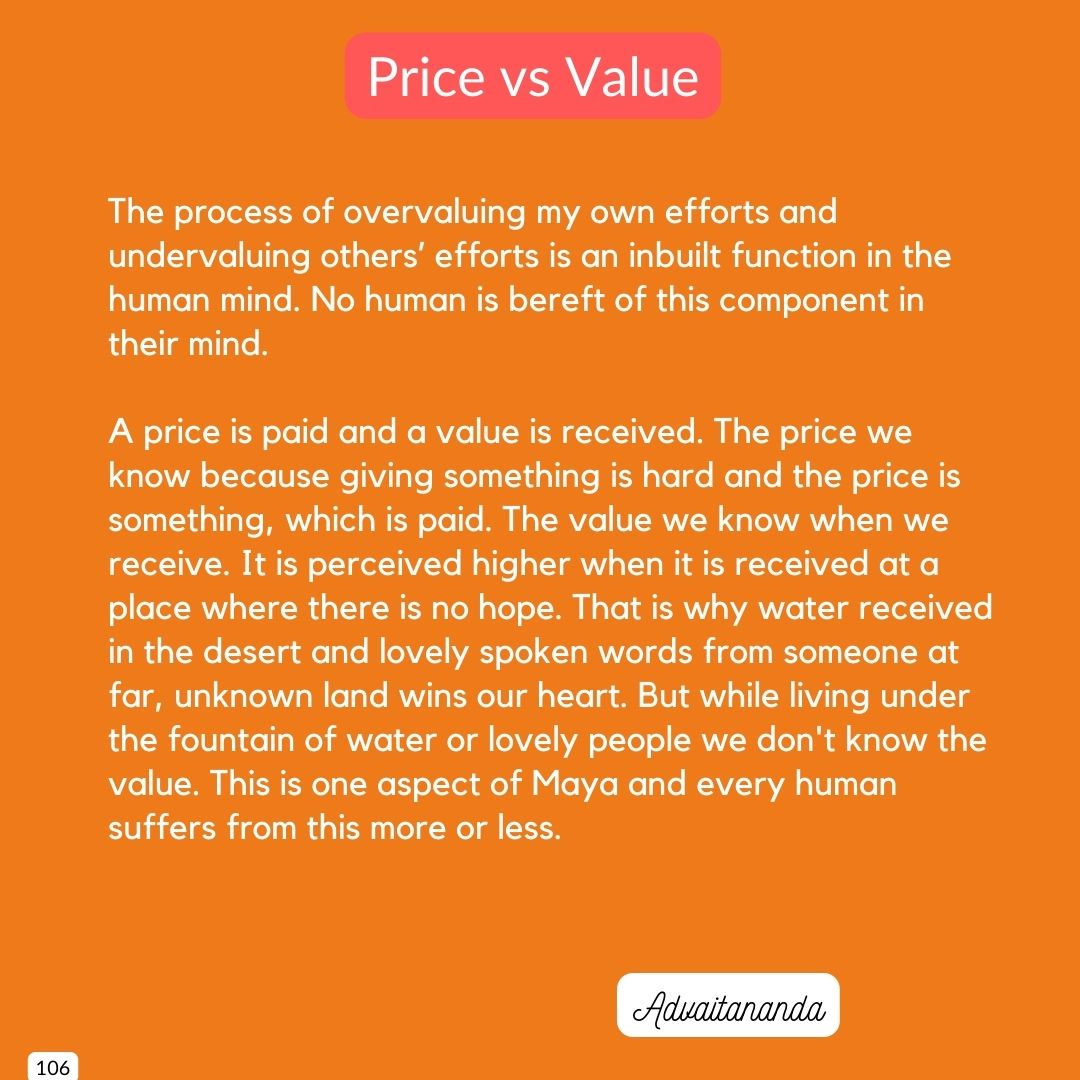 Price vs Value
The process of overvaluing my own efforts and
undervaluing others’ efforts is an inbuilt function in the
human mind. No human is bereft of this component in
their mind.
A price is paid and a value is received. The price we
know because giving something is hard and the price is
something, which is paid. The value we know when we
receive. It is perceived higher when it is received at a
place where there is no hope. That is why water received
in the desert and lovely spoken words from someone at
far, unknown land wins our heart. But while living under
the fountain of water or lovely people we don't know the
value. This is one aspect of Maya and every human
suffers from this more or less.
Advaitananda
106